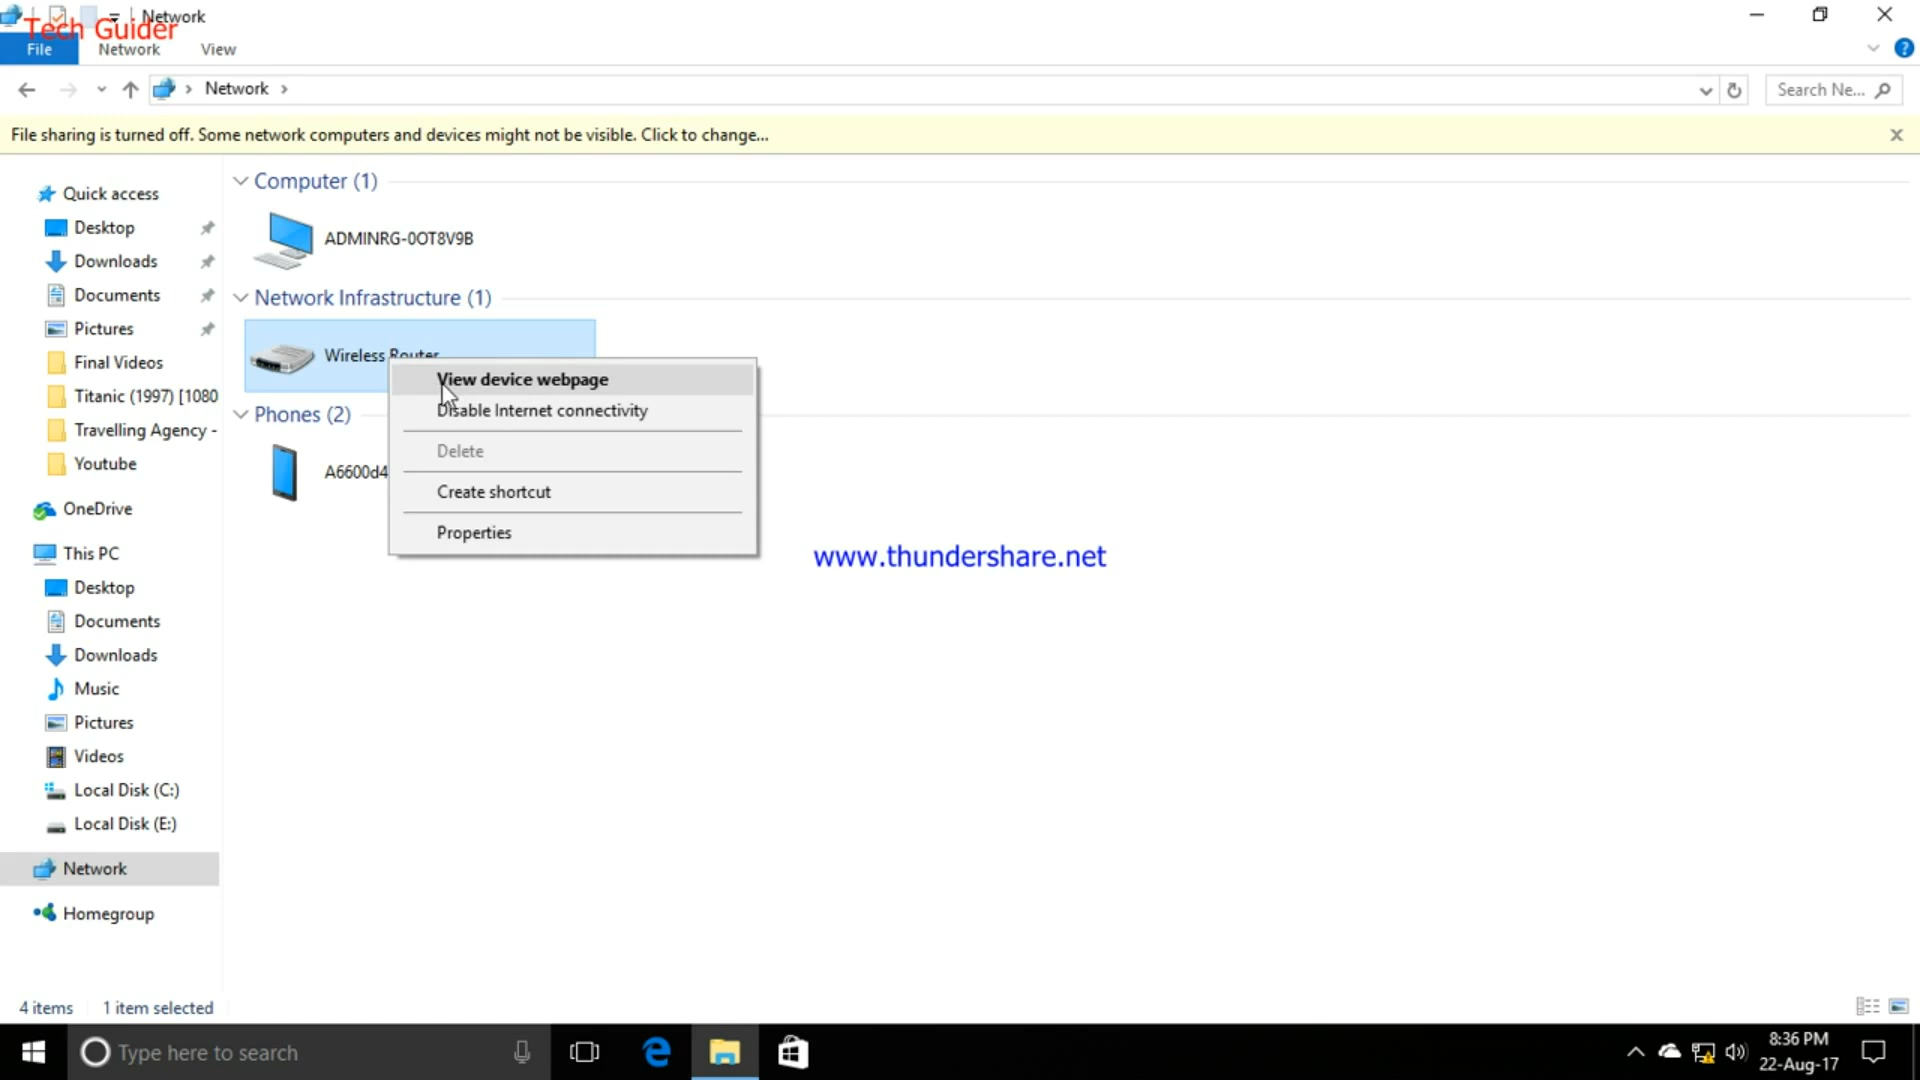 Network
Tech Guider
File
Network
View
Network
Search Ne...
File sharing is turned off. Some network computers and devices might not be visible. Click to change...
Quick access
Desktop
Downloads
Documents
Pictures
Final Videos
Titanic (1997) [1080
Travelling Agency -
Youtube
OneDrive
This PC
Desktop
Documents
Downloads
Music
Pictures
Videos
Local Disk (C:)
Local Disk (E:)
Network
Homegroup
Computer (1)
ADMINRG-0OT8V9B
Network Infrastructure (1)
Wireless Router
Phones (2)
A6600d4
View device webpage
Disable Internet connectivity
Delete
Create shortcut
Properties
www.thundershare.net
4 items
1 item selected
Type here to search
8:36 PM
22-Aug-17